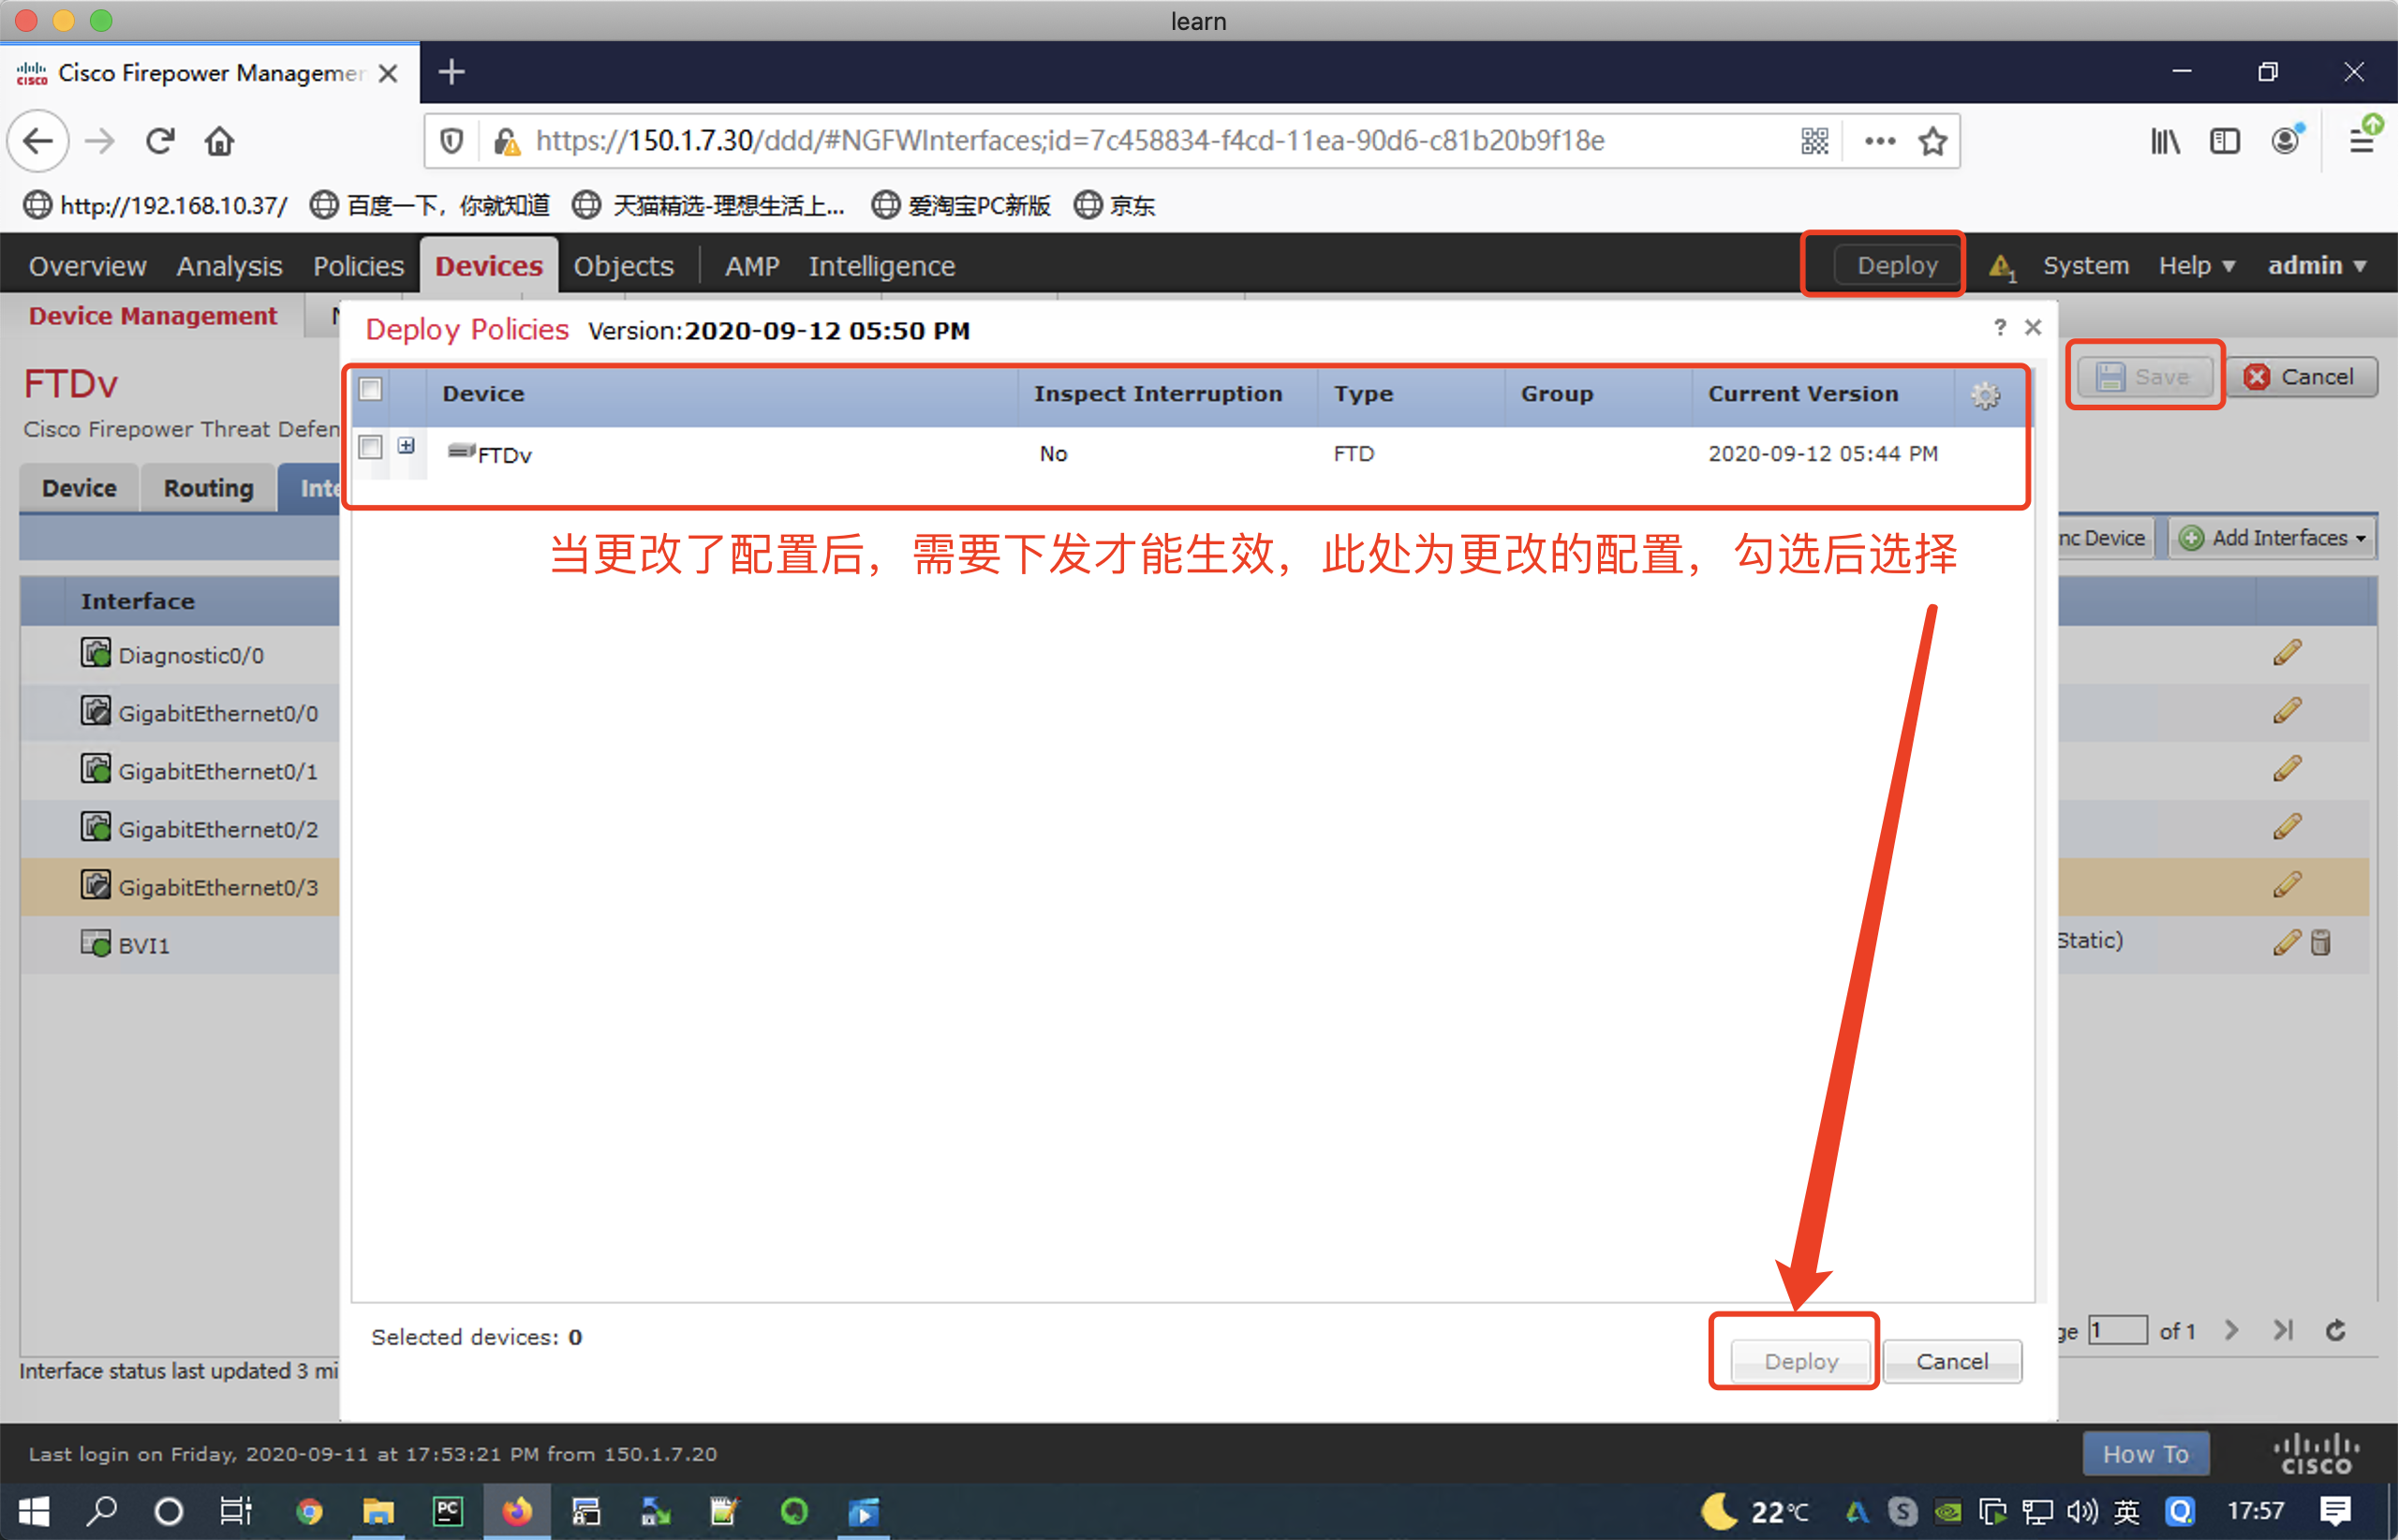 learn
Cisco Firepower Managemen
https://150.1.7.30/ddd/#NGFWInterfaces;id=7c458834-f4cd-11ea-90d6-c81b20b9f18e
http://192.168.10.37/ 百度一下，你就知道 天猫精选-理想生活上... 爱淘宝PC新版 京东
Overview Analysis Policies Devices Objects AMP Intelligence Deploy 1 System Help admin
Device Management
Deploy Policies Version:2020-09-12 05:50 PM ?
FTDv
Cisco Firepower Threat Defen
Save Cancel
Device Inspect Interruption Type Group Current Version
FTDv No FTD 2020-09-12 05:44 PM
Device Routing Inte
当更改了配置后，需要下发才能生效，此处为更改的配置，勾选后选择
nc Device Add Interfaces
Interface
Diagnostic0/0
GigabitEthernet0/0
GigabitEthernet0/1
GigabitEthernet0/2
GigabitEthernet0/3
BVI1 Static)
Selected devices: 0
ge 1 of 1
Deploy Cancel
Interface status last updated 3 mi
Last login on Friday, 2020-09-11 at 17:53:21 PM from 150.1.7.20
How To
CISCO
PC 22°C 英 17:57